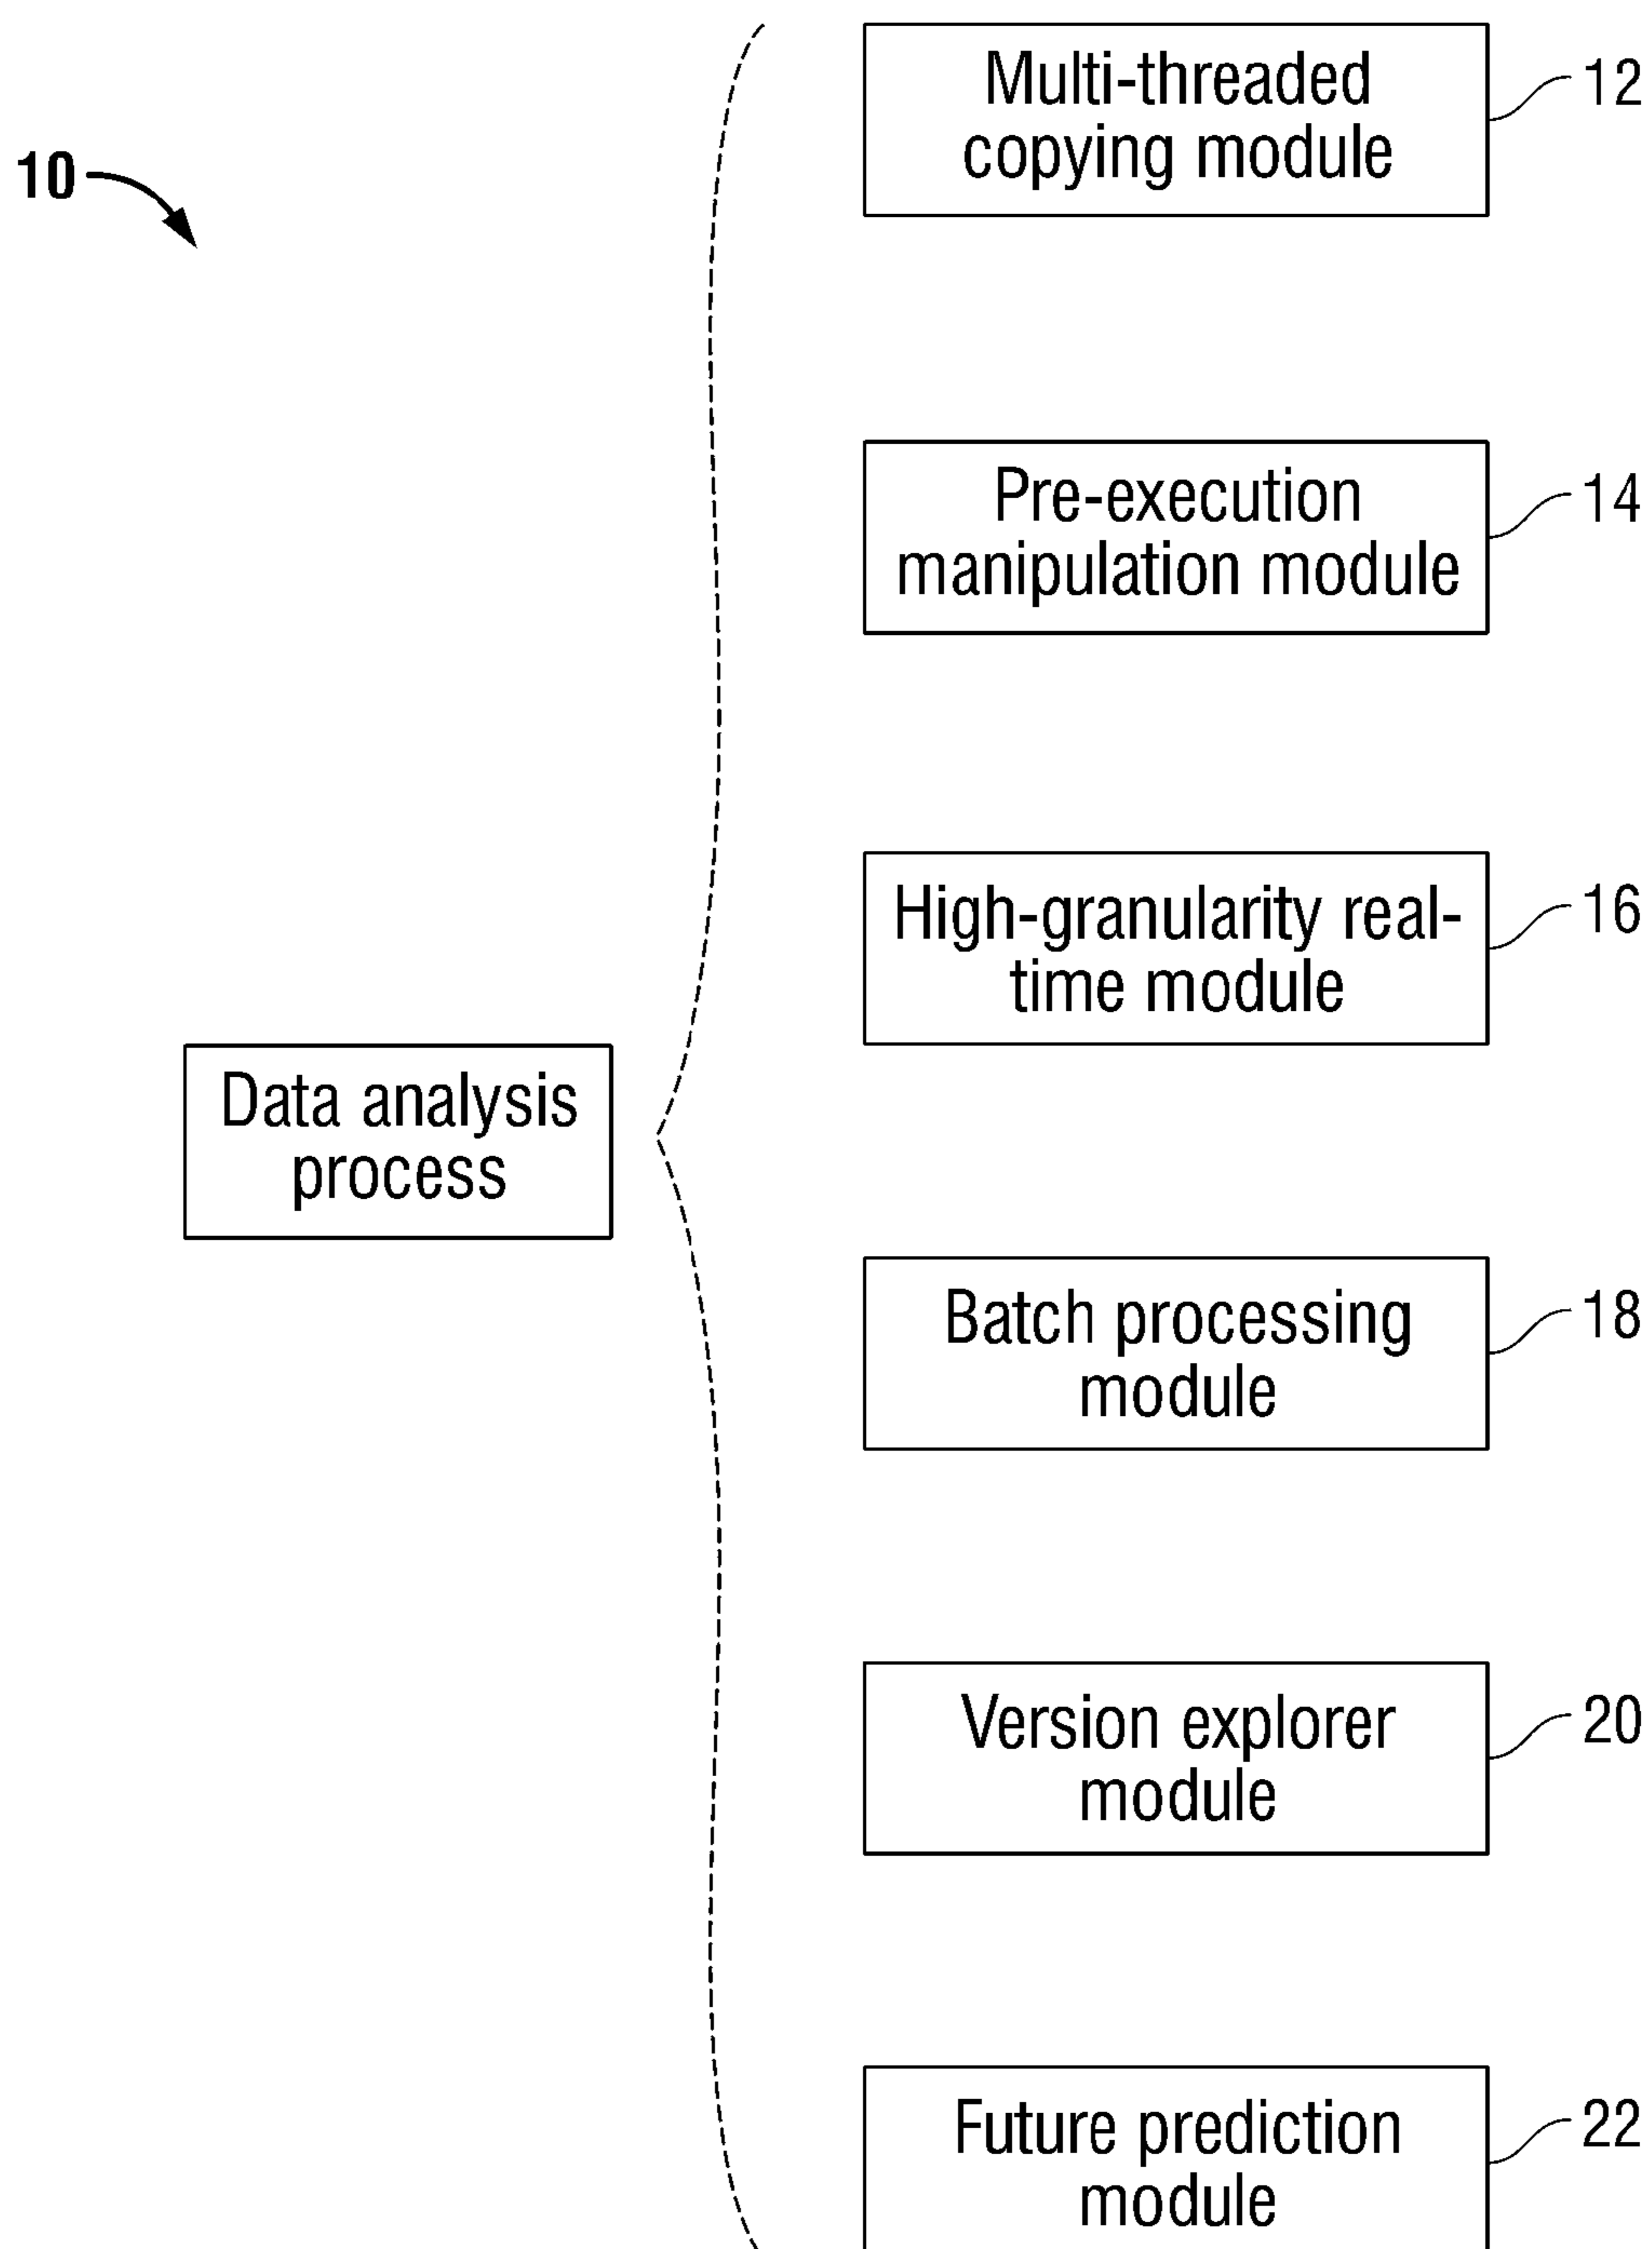 10
Multi-threaded
copying module
12
Pre-execution
manipulation module
14
High-granularity real-
time module
16
Data analysis
process
Batch processing
module
18
Version explorer
module
20
Future prediction
module
22